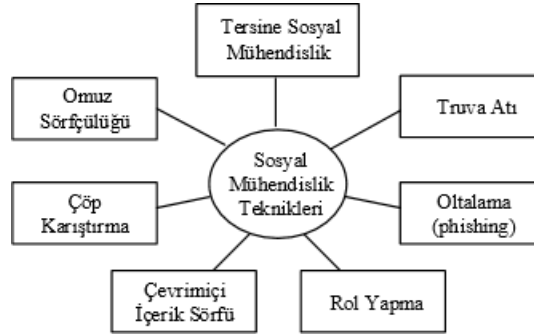 Tersine Sosyal
Mühendislik
Omuz
Sörfçülüğü
Truva Atı
Sosyal
Mühendislik
Teknikleri
Çöp
Karıştırma
Oltalama
(phishing)
Çevrimiçi
İçerik Sörfü
Rol Yapma